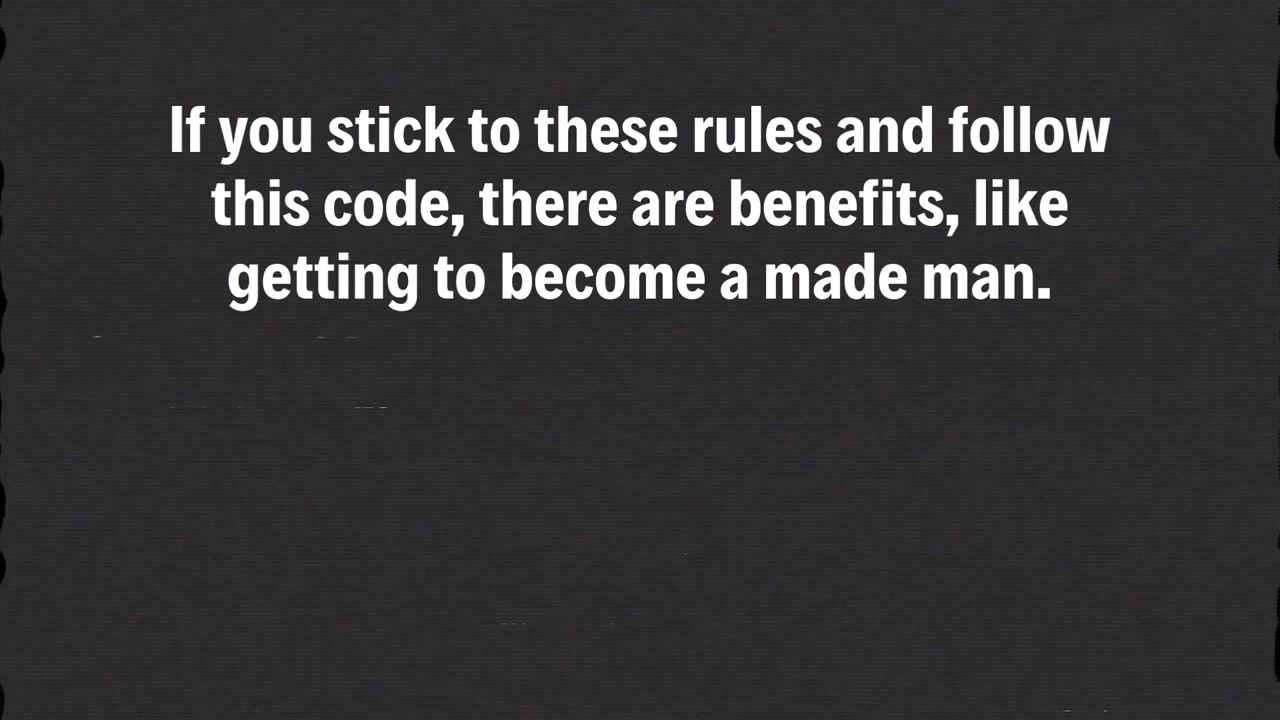 If you stick to these rules and follow
this code, there are benefits, like
getting to become a made man.